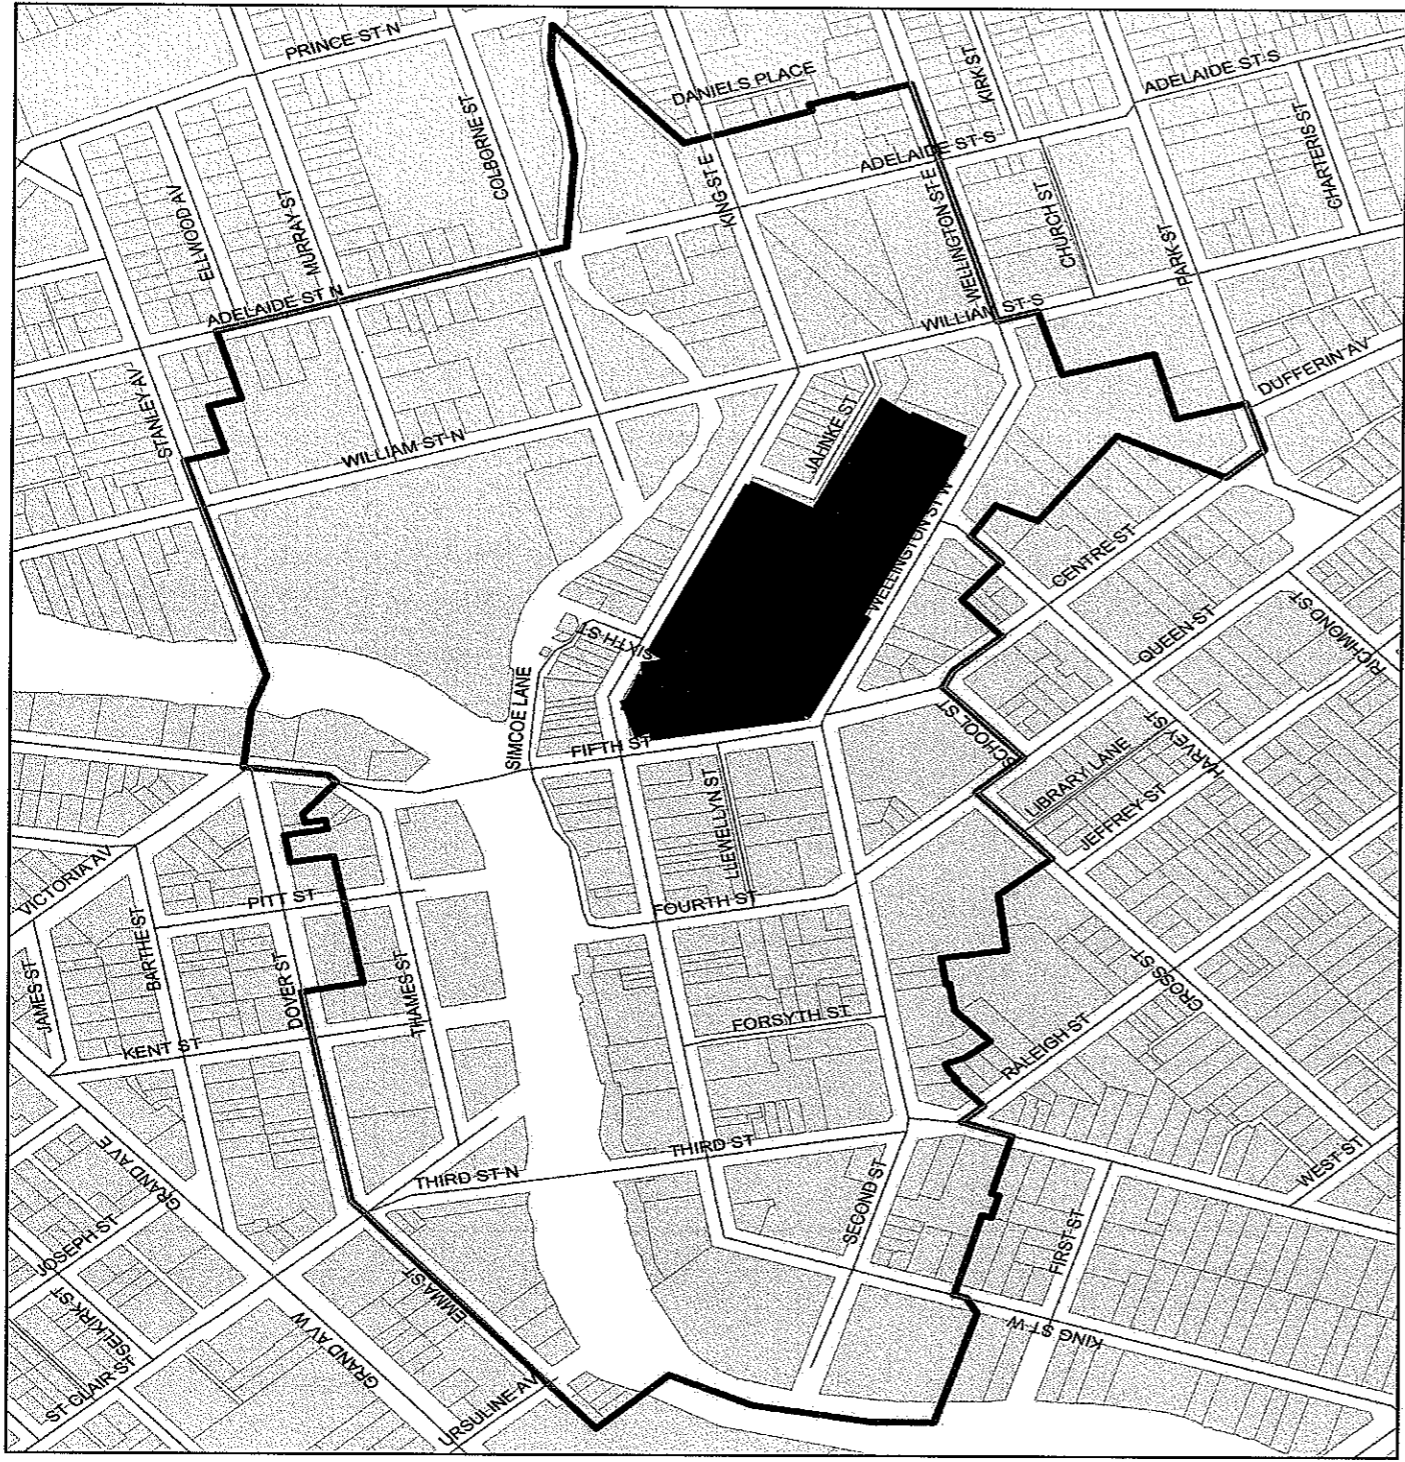 PRINCE ST N
DANIELS PLACE
KIRK ST
ADELAIDE ST S
COLBORNE ST
CHARTERIS ST
ADELAIDE ST S
KING ST E
ELLWOOD AV
MURRAY ST
WELLINGTON ST E
CHURCH ST
PARK ST
ADELAIDE ST N
WILLIAM ST S
STANLEY AV
DUFFERIN AV
JAHNKE ST
WILLIAM ST N
WELLINGTON ST W
CENTRE ST
QUEEN ST
RICHMOND ST
SIXTH ST
SIMCOE LANE
FIFTH ST
SCHOOL ST
HARVEY ST
LIBRARY LANE
JEFFREY ST
LLEWELLYN ST
VICTORIA AV
PITT ST
FOURTH ST
BARTHE ST
JAMES ST
DOVER ST
THAMES ST
CROSS ST
FORSYTH ST
KENT ST
RALEIGH ST
THIRD ST
THIRD ST N
WEST ST
GRAND AV E
SECOND ST
FIRST ST
JOSEPH ST
EMMA ST
SELKIRK ST
KING ST W
GRAND AV W
ST CLAIR ST
URSULINE AV